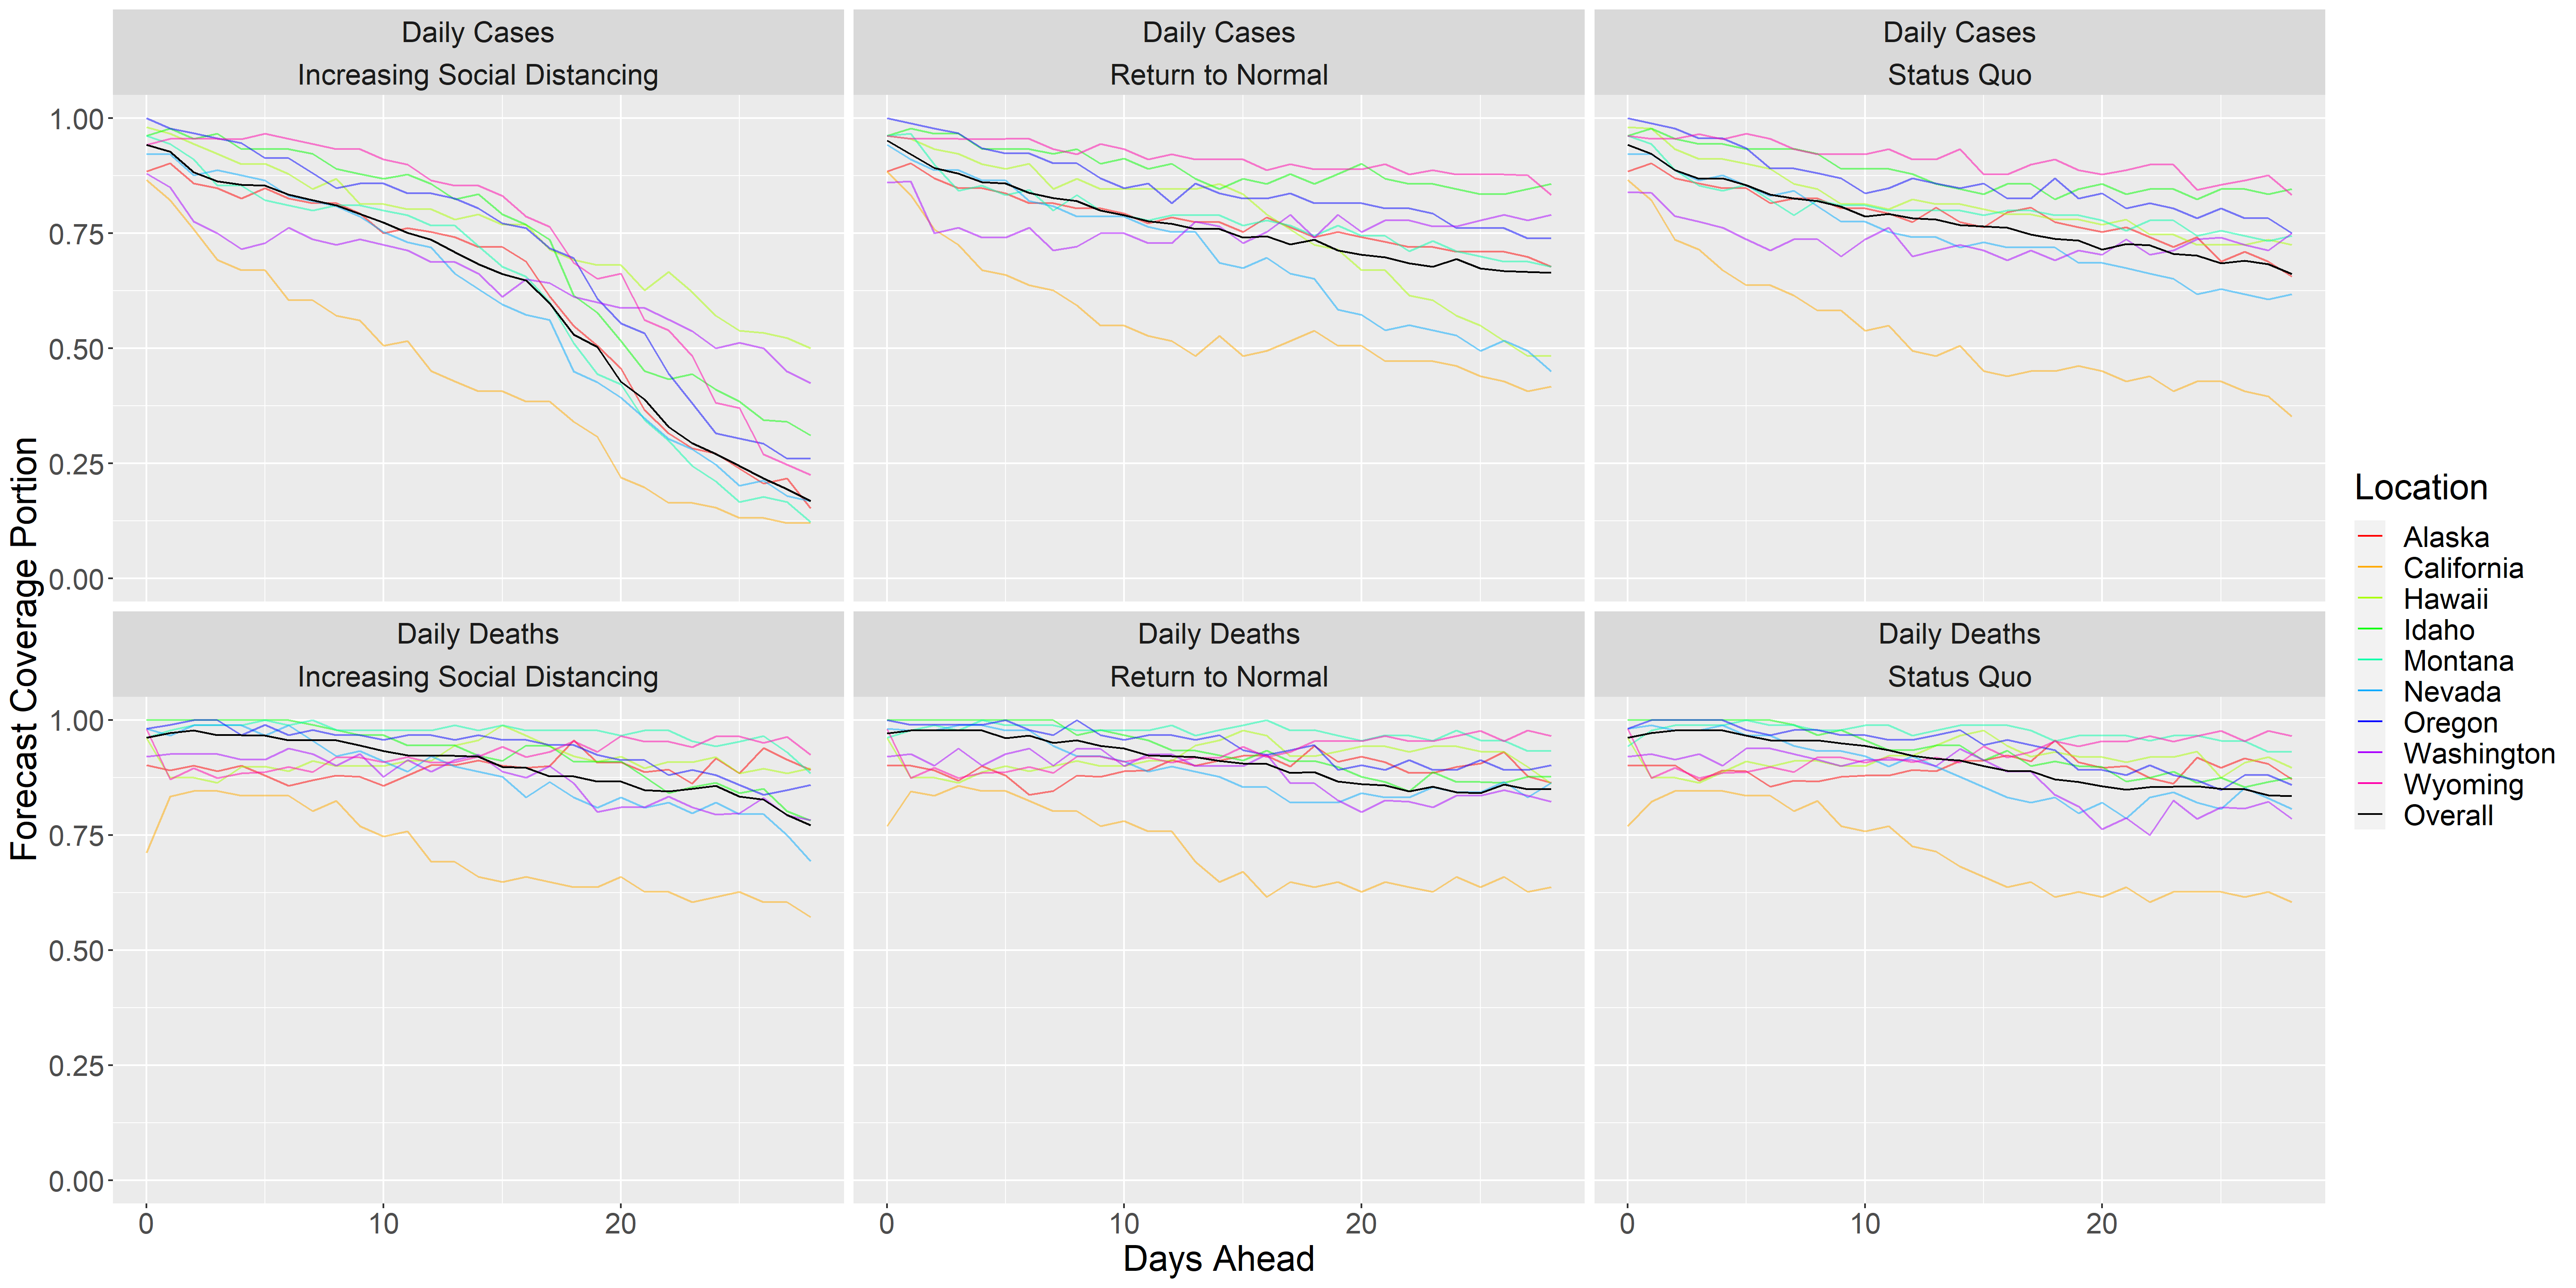 Daily Cases
Increasing Social Distancing
Daily Cases
Return to Normal
Daily Cases
Status Quo
1.00
0.75
0.50
0.25
0.00
Daily Deaths
Increasing Social Distancing
Daily Deaths
Return to Normal
Daily Deaths
Status Quo
1.00
0.75
0.50
0.25
0.00
0 10 20
0 10 20
0 10 20
Days Ahead
Forecast Coverage Portion
Location
Alaska
California
Hawaii
Idaho
Montana
Nevada
Oregon
Washington
Wyoming
Overall